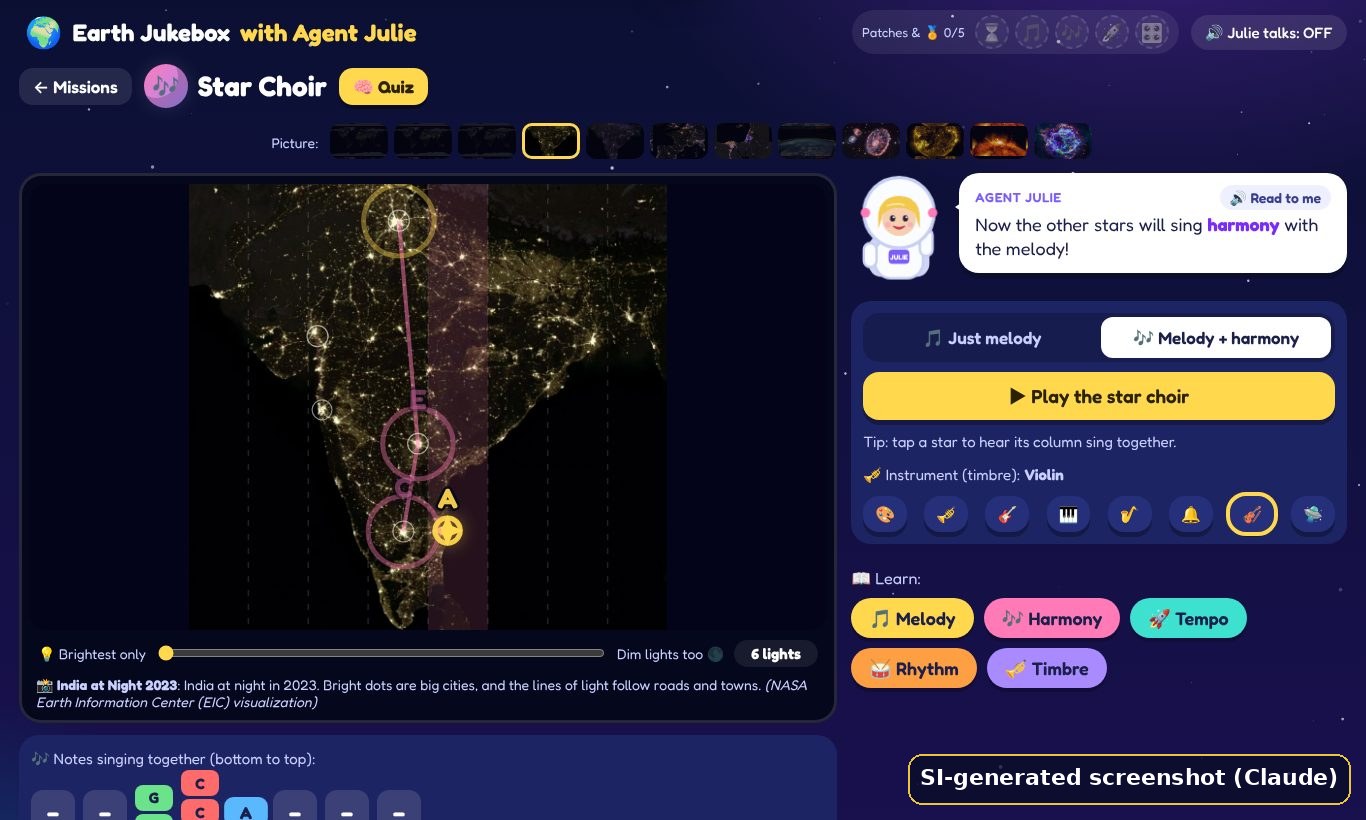 Earth Jukebox with Agent Julie
Patches & 🏅 0/5
🔊 Julie talks: OFF
← Missions
Star Choir
🧠 Quiz
Picture:
AGENT JULIE
🔊 Read to me
Now the other stars will sing harmony with
the melody!
JULIE
🎵 Just melody
🎶 Melody + harmony
▶ Play the star choir
Tip: tap a star to hear its column sing together.
🎺 Instrument (timbre): Violin
E
C
A
💡 Brightest only
Dim lights too 🌑
6 lights
📸 India at Night 2023: India at night in 2023. Bright dots are big cities, and the lines of light follow roads and towns. (NASA
Earth Information Center (EIC) visualization)
📖 Learn:
🎵 Melody
🎶 Harmony
🚀 Tempo
🥁 Rhythm
🎺 Timbre
🎶 Notes singing together (bottom to top):
– – G C C A – – –
SI-generated screenshot (Claude)